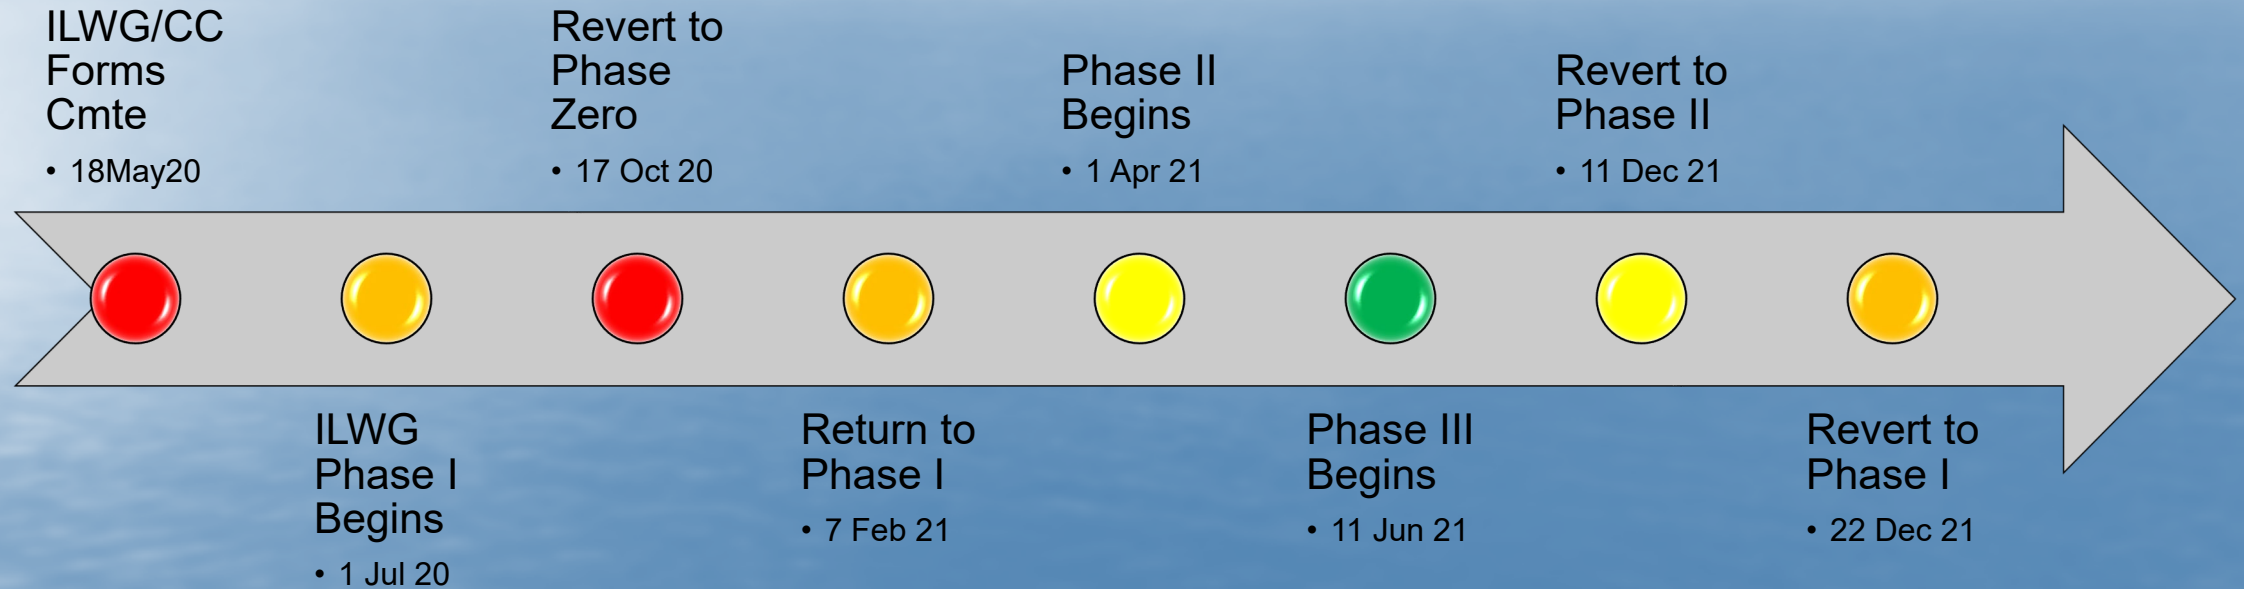 ILWG/CC
Forms
Cmte
• 18May20
ILWG
Phase I
Begins
• 1 Jul 20
Revert to
Phase
Zero
• 17 Oct 20
Return to
Phase I
• 7 Feb 21
Phase II
Begins
• 1 Apr 21
Phase III
Begins
• 11 Jun 21
Revert to
Phase II
• 11 Dec 21
Revert to
Phase I
• 22 Dec 21